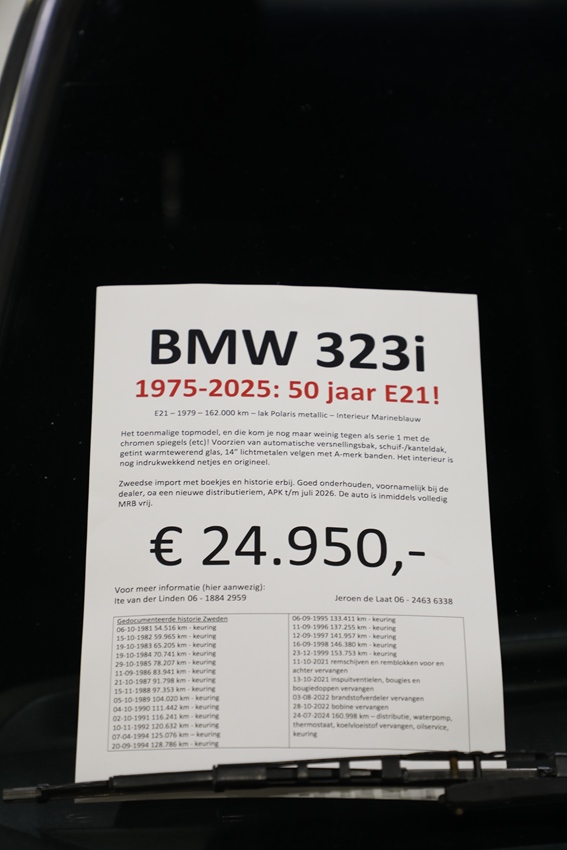 BMW 323i
1975-2025: 50 jaar E21!
E21 – 1979 – 162.000 km – lak Polaris metallic – Interieur Marineblauw
Het toenmalige topmodel, en die kom je nog maar weinig tegen als serie 1 met de
chromen spiegels (etc)! Voorzien van automatische versnellingsbak, schuif-/kanteldak,
getint warmtewerend glas, 14" lichtmetalen velgen met A-merk banden. Het interieur is
nog indrukwekkend netjes en origineel.
Zweedse import met boekjes en historie erbij. Goed onderhouden, voornamelijk bij de
dealer, oa een nieuwe distributieriem, APK t/m juli 2026. De auto is inmiddels volledig
MRB vrij.
€ 24.950,-
Voor meer informatie (hier aanwezig):
Ite van der Linden 06 - 1884 2959
Jeroen de Laat 06 - 2463 6338
Gedocumenteerde historie Zweden
06-10-1981 54.516 km - keuring
15-10-1982 59.965 km - keuring
19-10-1983 65.205 km - keuring
19-10-1984 70.741 km - keuring
29-10-1985 78.207 km - keuring
11-09-1986 83.941 km - keuring
21-10-1987 91.798 km - keuring
15-11-1988 97.353 km - keuring
05-10-1989 104.020 km - keuring
04-10-1990 111.442 km - keuring
02-10-1991 116.241 km - keuring
10-11-1992 120.632 km - keuring
07-04-1994 125.076 km – keuring
20-09-1994 128.786 km - keuring
06-09-1995 133.411 km - keuring
11-09-1996 137.255 km - keuring
12-09-1997 141.957 km - keuring
16-09-1998 146.380 km - keuring
23-12-1999 153.753 km - keuring
11-10-2021 remschijven en remblokken voor en
achter vervangen
13-10-2021 inspuitventielen, bougies en
bougiedoppen vervangen
03-08-2022 brandstofverdeler vervangen
28-10-2022 bobine vervangen
24-07-2024 160.998 km – distributie, waterpomp,
thermostaat, koelvloeistof vervangen, oilservice,
keuring